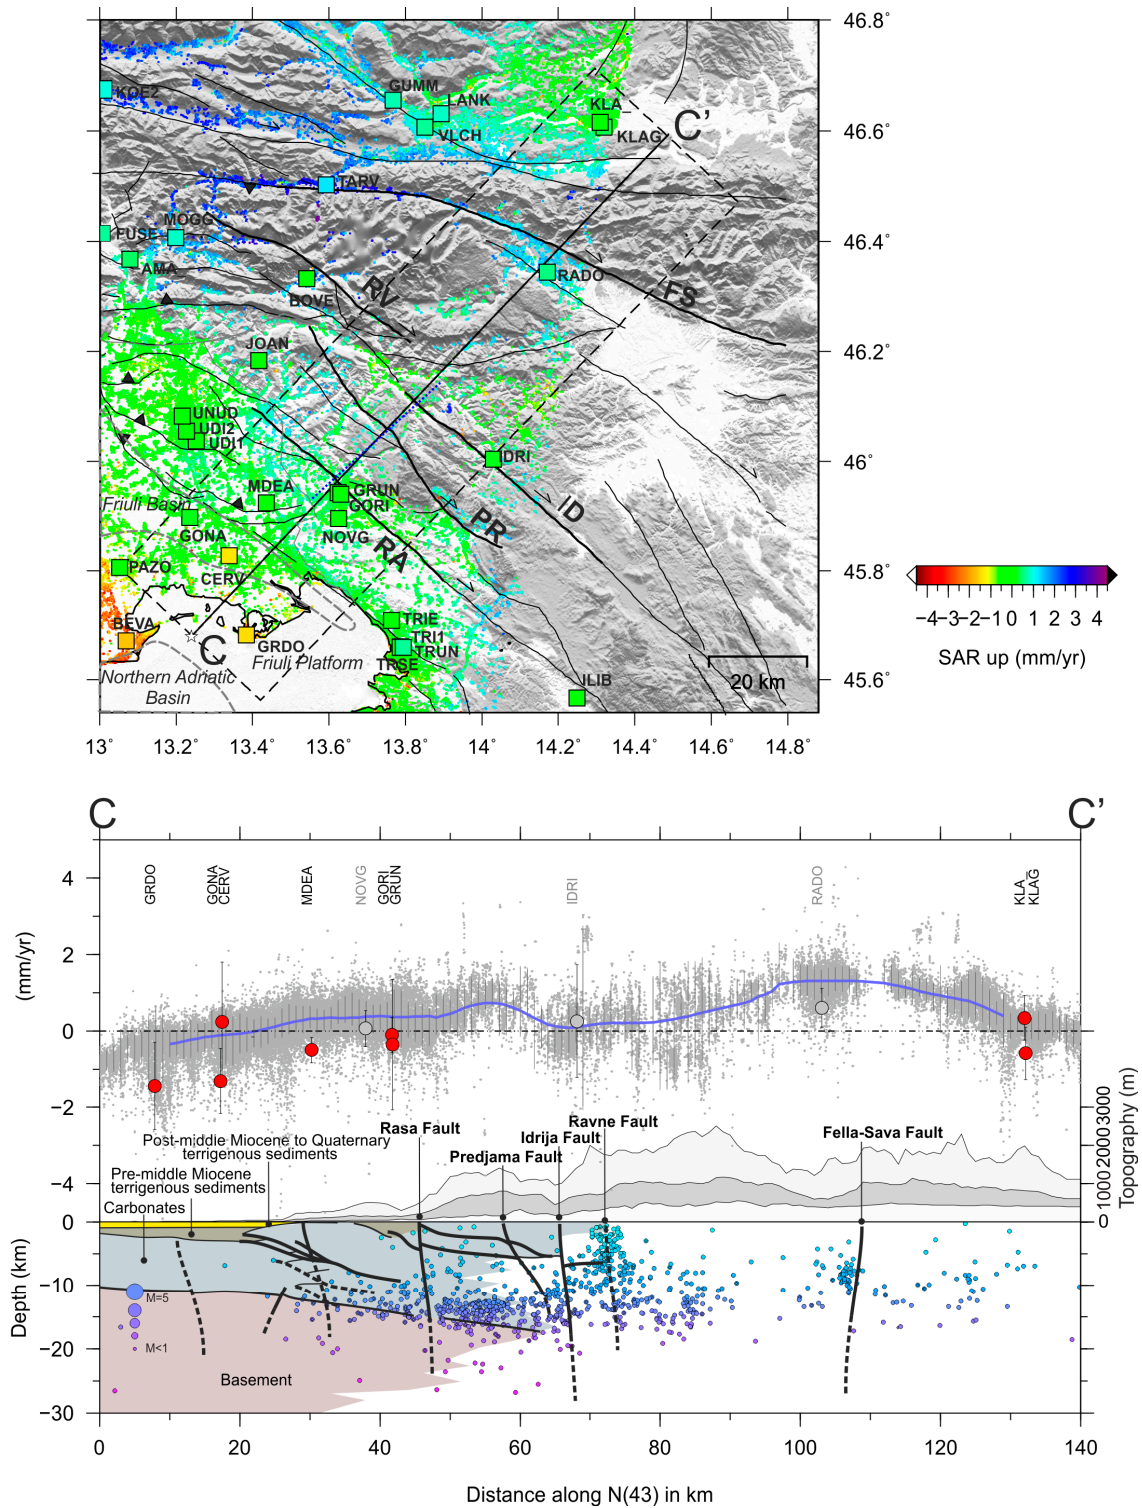 46.8°
46.6°
46.4°
46.2°
46°
45.8°
45.6°
GUMM
LANK
KOE2
VLCH
KLA_
KLAG
C'
TARV
MOGG
FUSE
AMA
BOVE
RV
RADO
FS
JOAN
UNUD
UDI2
UDI1
IDRI
MDEA
GRUN
GORI
Friuli Basin
GONA
NOVG
PR
ID
RA
CERV
PAZO
BEVA
C
GRDO
Friuli Platform
TRIE
TRI1
TRUN
TRSE
Northern Adriatic
Basin
ILIB
20 km
13
13.2°
13.4°
13.6°
13.8°
14°
14.2°
14.4°
14.6°
14.8°
−4−3−2−1 0 1 2 3 4
SAR up (mm/yr)
C
C'
GRDO
GONA
CERV
MDEA
NOVG
GORI
GRUN
IDRI
RADO
KLA_
KLAG
(mm/yr)
4
2
0
−2
−4
0
Topography (m)
3000
2000
1000
0
Rasa Fault
Ravne Fault
Idrija Fault
Predjama Fault
Fella-Sava Fault
Post-middle Miocene to Quaternary
terrigenous sediments
Pre-middle Miocene
terrigenous sediments
Carbonates
M=5
M<1
Basement
Depth (km)
−10
−20
−30
0
20
40
60
80
100
120
140
Distance along N(43) in km